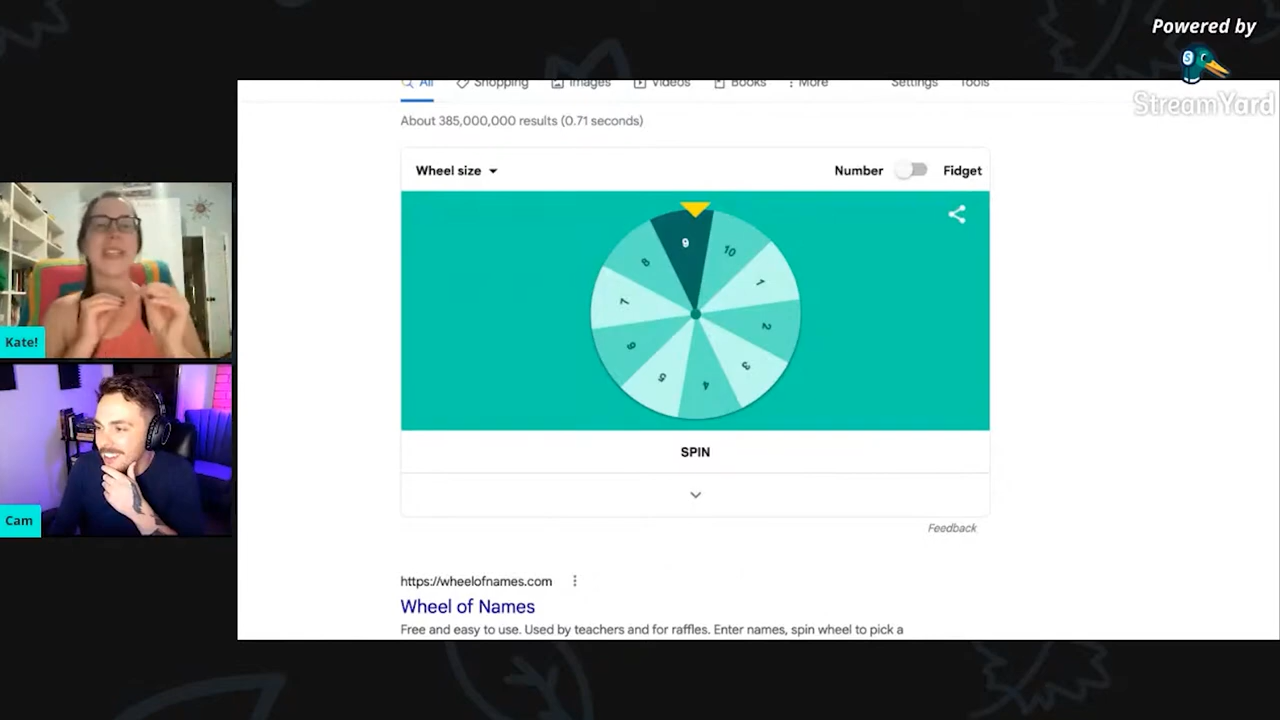 Powered by
StreamYard
All Shopping Images Videos Books More Settings Tools
About 385,000,000 results (0.71 seconds)
Wheel size Number Fidget
9
10
1
2
3
4
5
6
7
8
SPIN
Feedback
https://wheelofnames.com
Wheel of Names
Free and easy to use. Used by teachers and for raffles. Enter names, spin wheel to pick a
Kate!
Cam